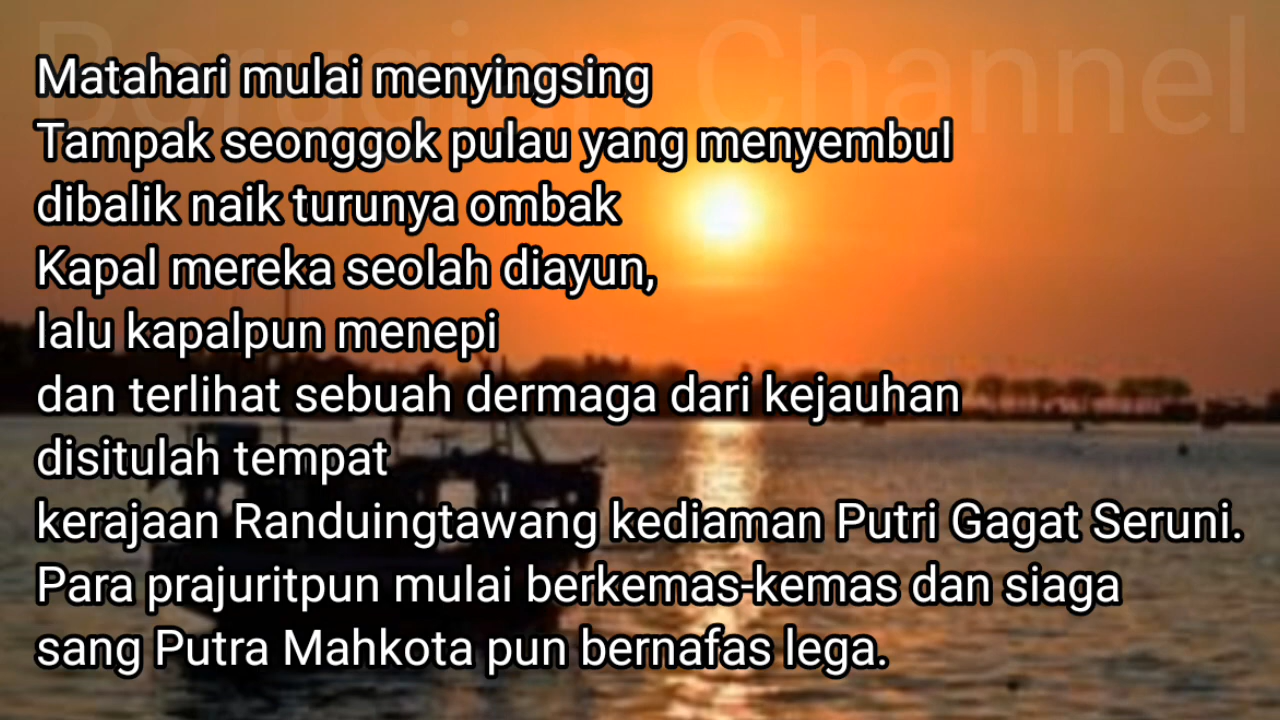 Borugian Channel
Matahari mulai menyingsing
Tampak seonggok pulau yang menyembul
dibalik naik turunya ombak
Kapal mereka seolah diayun,
lalu kapalpun menepi
dan terlihat sebuah dermaga dari kejauhan
disitulah tempat
kerajaan Randuingtawang kediaman Putri Gagat Seruni.
Para prajuritpun mulai berkemas-kemas dan siaga
sang Putra Mahkota pun bernafas lega.